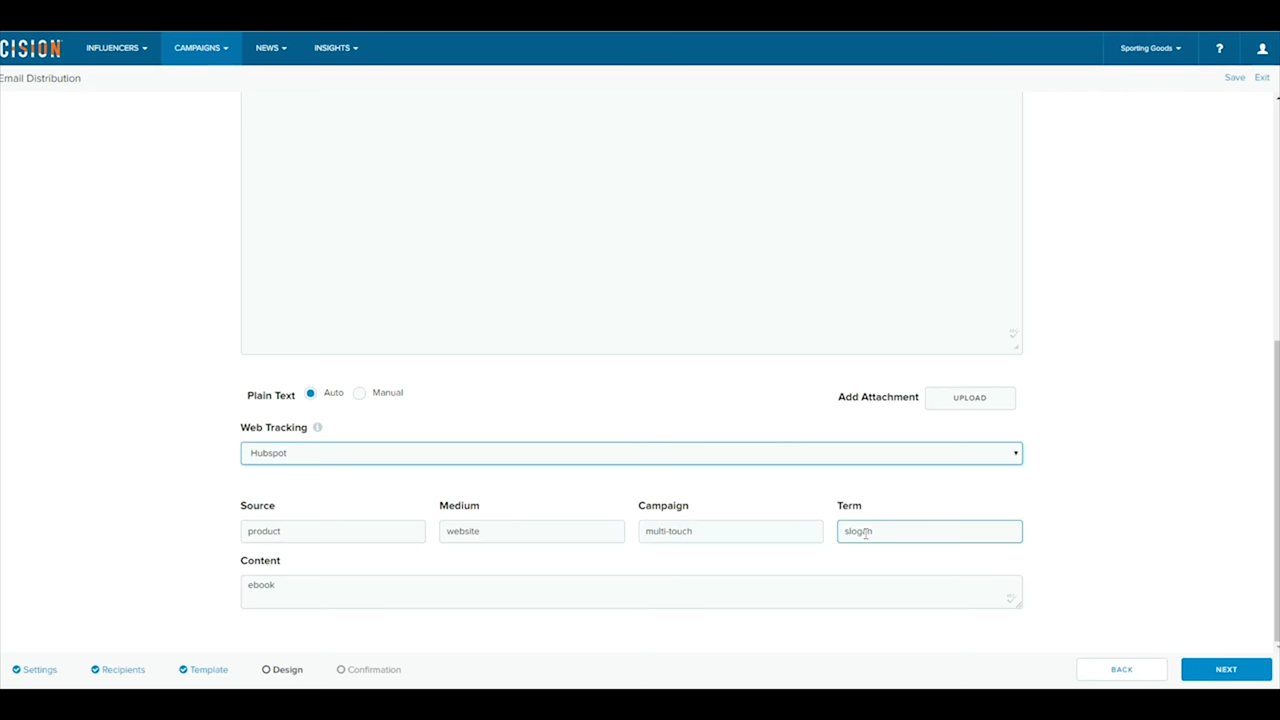 CISION
INFLUENCERS CAMPAIGNS NEWS INSIGHTS Sporting Goods ?
Email Distribution Save Exit
Plain Text Auto Manual Add Attachment UPLOAD
Web Tracking i
Hubspot
Source Medium Campaign Term
product website multi-touch slogan
Content
ebook
Settings Recipients Template Design Confirmation BACK NEXT